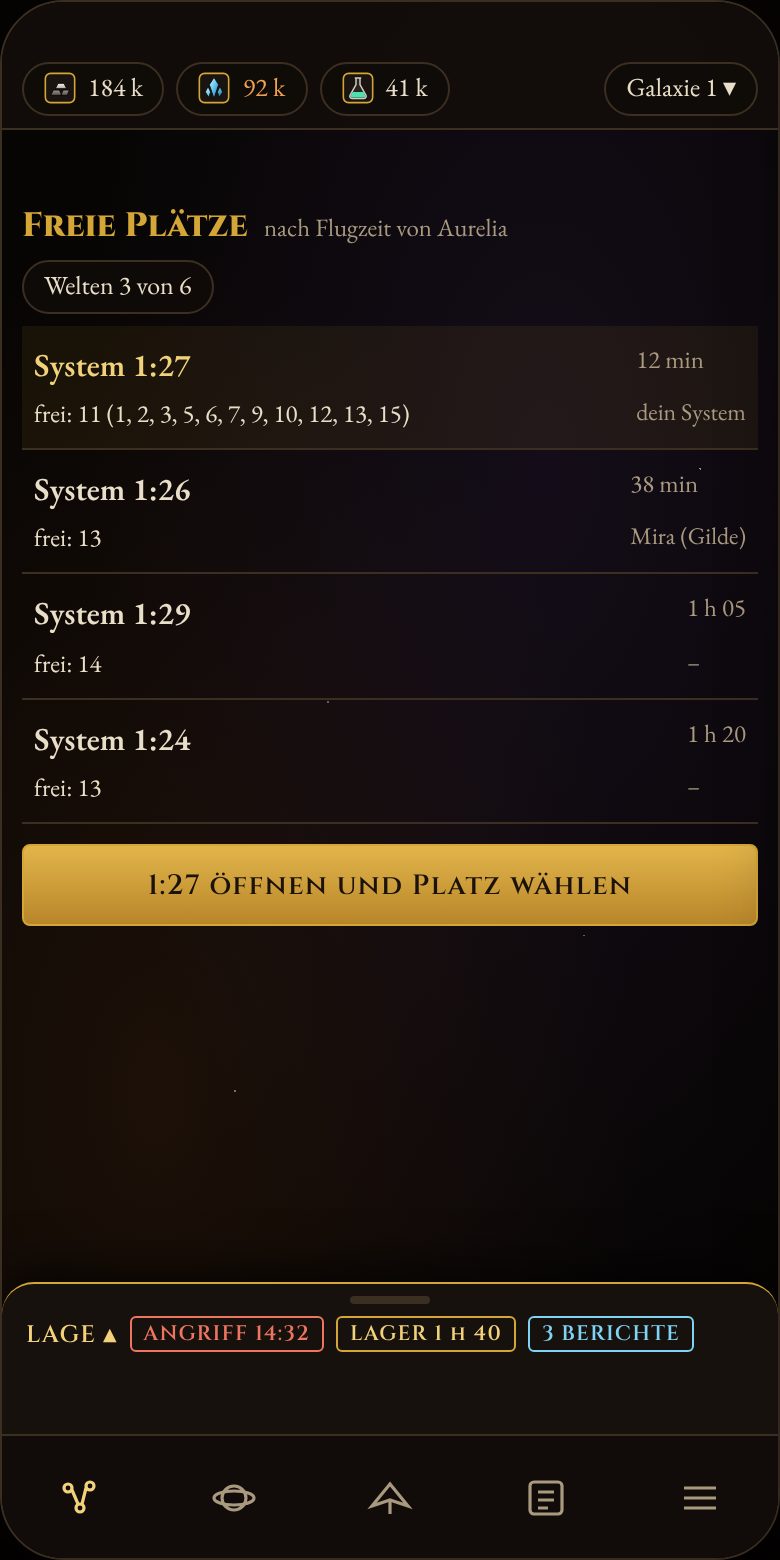 184 k 92 k 41 k Galaxie 1 ▼
Freie Plätze nach Flugzeit von Aurelia
Welten 3 von 6
System 1:27 12 min
frei: 11 (1, 2, 3, 5, 6, 7, 9, 10, 12, 13, 15) dein System
System 1:26 38 min
frei: 13 Mira (Gilde)
System 1:29 1 h 05
frei: 14 –
System 1:24 1 h 20
frei: 13 –
1:27 öffnen und Platz wählen
LAGE ▲ ANGRIFF 14:32 LAGER 1 H 40 3 BERICHTE